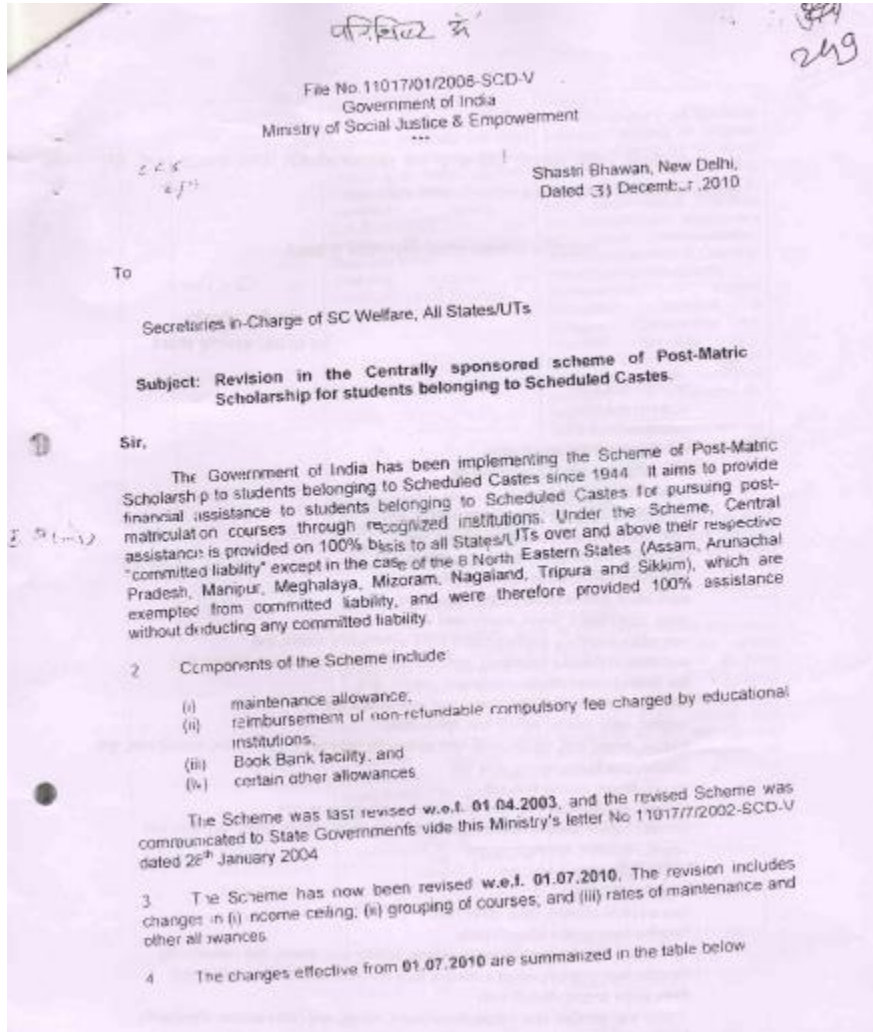 परिशिष्ट में
249
File No.11017/01/2008-SCD-V
Government of India
Ministry of Social Justice & Empowerment
***
Shastri Bhawan, New Delhi,
Dated 31 December, 2010
To
Secretaries in-Charge of SC Welfare, All States/UTs
Subject: Revision in the Centrally sponsored scheme of Post-Matric
Scholarship for students belonging to Scheduled Castes.
Sir,
The Government of India has been implementing the Scheme of Post-Matric
Scholarship to students belonging to Scheduled Castes since 1944. It aims to provide
financial assistance to students belonging to Scheduled Castes for pursuing post-
matriculation courses through recognized institutions. Under the Scheme, Central
assistance is provided on 100% basis to all States/UTs over and above their respective
"committed liability" except in the case of the 8 North Eastern States (Assam, Arunachal
Pradesh, Manipur, Meghalaya, Mizoram, Nagaland, Tripura and Sikkim), which are
exempted from committed liability, and were therefore provided 100% assistance
without deducting any committed liability.
2 Components of the Scheme include
(i) maintenance allowance,
(ii) reimbursement of non-refundable compulsory fee charged by educational
institutions,
(iii) Book Bank facility, and
(iv) certain other allowances
The Scheme was last revised w.e.f. 01.04.2003, and the revised Scheme was
communicated to State Governments vide this Ministry's letter No 11017/7/2002-SCD-V
dated 28th January 2004
3 The Scheme has now been revised w.e.f. 01.07.2010. The revision includes
changes in (i) income ceiling; (ii) grouping of courses; and (iii) rates of maintenance and
other allowances
4 The changes effective from 01.07.2010 are summarized in the table below